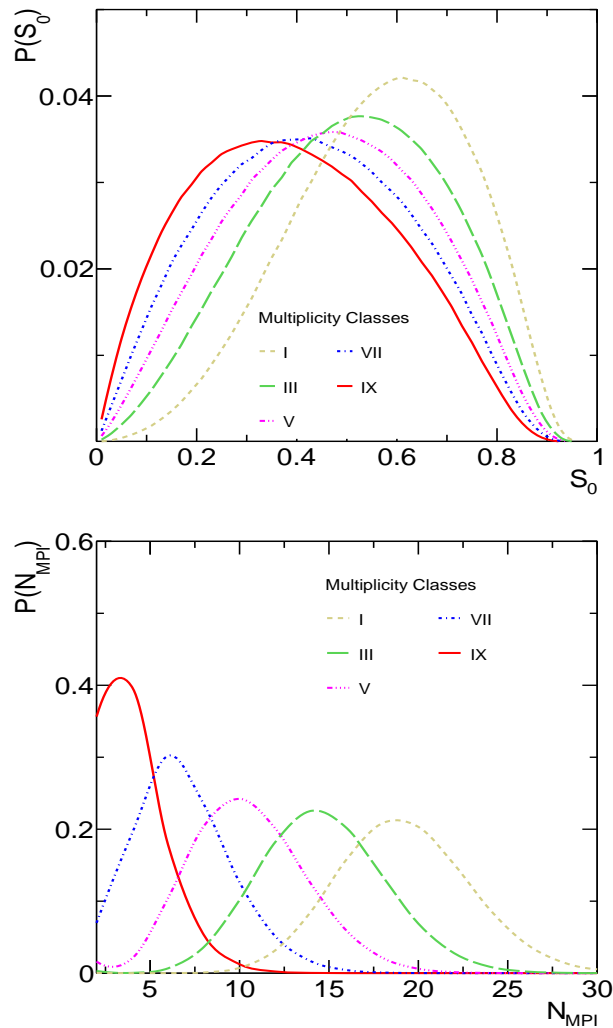 P(S0)
0.04
0.02
0
Multiplicity Classes
I VII
III IX
V
0 0.2 0.4 0.6 0.8 1
S0
P(NMPI)
0.6
0.4
0.2
0
Multiplicity Classes
I VII
III IX
V
5 10 15 20 25 30
NMPI